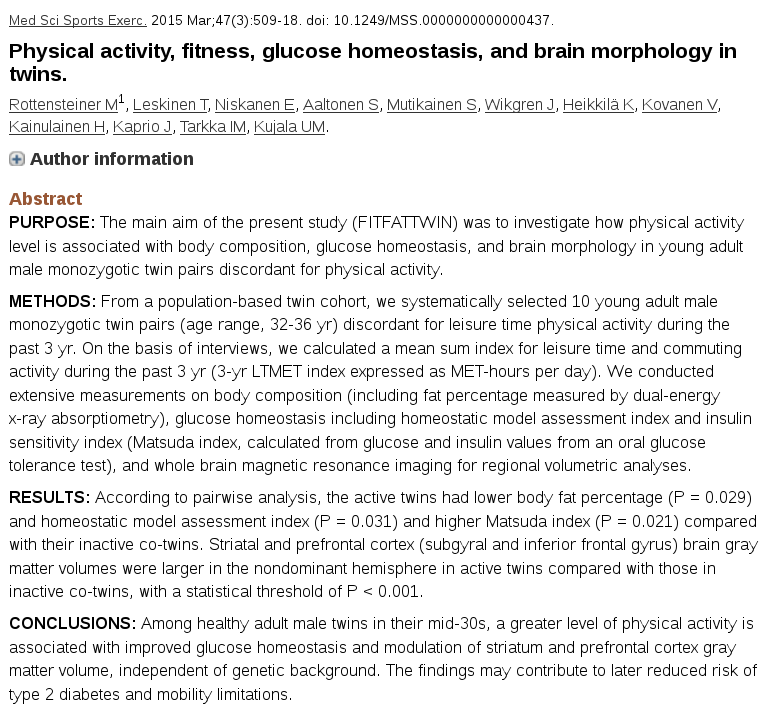 Med Sci Sports Exerc. 2015 Mar;47(3):509-18. doi: 10.1249/MSS.0000000000000437.
Physical activity, fitness, glucose homeostasis, and brain morphology in
twins.
Rottensteiner M1, Leskinen T, Niskanen E, Aaltonen S, Mutikainen S, Wikgren J, Heikkilä K, Kovanen V,
Kainulainen H, Kaprio J, Tarkka IM, Kujala UM.
Author information
Abstract
PURPOSE: The main aim of the present study (FITFATTWIN) was to investigate how physical activity
level is associated with body composition, glucose homeostasis, and brain morphology in young adult
male monozygotic twin pairs discordant for physical activity.
METHODS: From a population-based twin cohort, we systematically selected 10 young adult male
monozygotic twin pairs (age range, 32-36 yr) discordant for leisure time physical activity during the
past 3 yr. On the basis of interviews, we calculated a mean sum index for leisure time and commuting
activity during the past 3 yr (3-yr LTMET index expressed as MET-hours per day). We conducted
extensive measurements on body composition (including fat percentage measured by dual-energy
x-ray absorptiometry), glucose homeostasis including homeostatic model assessment index and insulin
sensitivity index (Matsuda index, calculated from glucose and insulin values from an oral glucose
tolerance test), and whole brain magnetic resonance imaging for regional volumetric analyses.
RESULTS: According to pairwise analysis, the active twins had lower body fat percentage (P = 0.029)
and homeostatic model assessment index (P = 0.031) and higher Matsuda index (P = 0.021) compared
with their inactive co-twins. Striatal and prefrontal cortex (subgyral and inferior frontal gyrus) brain gray
matter volumes were larger in the nondominant hemisphere in active twins compared with those in
inactive co-twins, with a statistical threshold of P < 0.001.
CONCLUSIONS: Among healthy adult male twins in their mid-30s, a greater level of physical activity is
associated with improved glucose homeostasis and modulation of striatum and prefrontal cortex gray
matter volume, independent of genetic background. The findings may contribute to later reduced risk of
type 2 diabetes and mobility limitations.